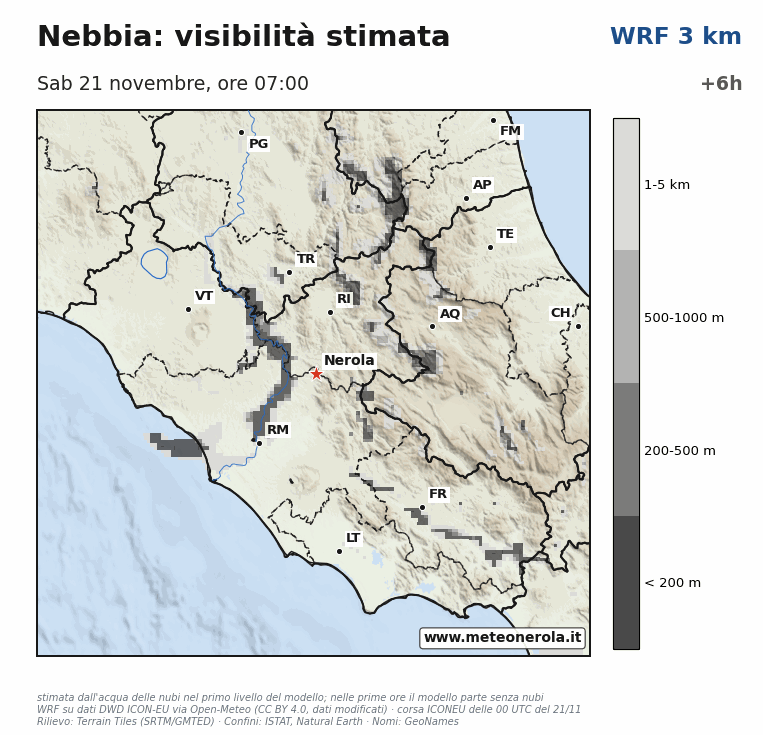 Nebbia: visibilità stimata
WRF 3 km
Sab 21 novembre, ore 07:00
+6h
FM
PG
AP
TE
TR
VT
RI
AQ
CH
Nerola
RM
FR
LT
www.meteonerola.it
1-5 km
500-1000 m
200-500 m
< 200 m
stimata dall'acqua delle nubi nel primo livello del modello; nelle prime ore il modello parte senza nubi
WRF su dati DWD ICON-EU via Open-Meteo (CC BY 4.0, dati modificati) · corsa ICONEU delle 00 UTC del 21/11
Rilievo: Terrain Tiles (SRTM/GMTED) · Confini: ISTAT, Natural Earth · Nomi: GeoNames